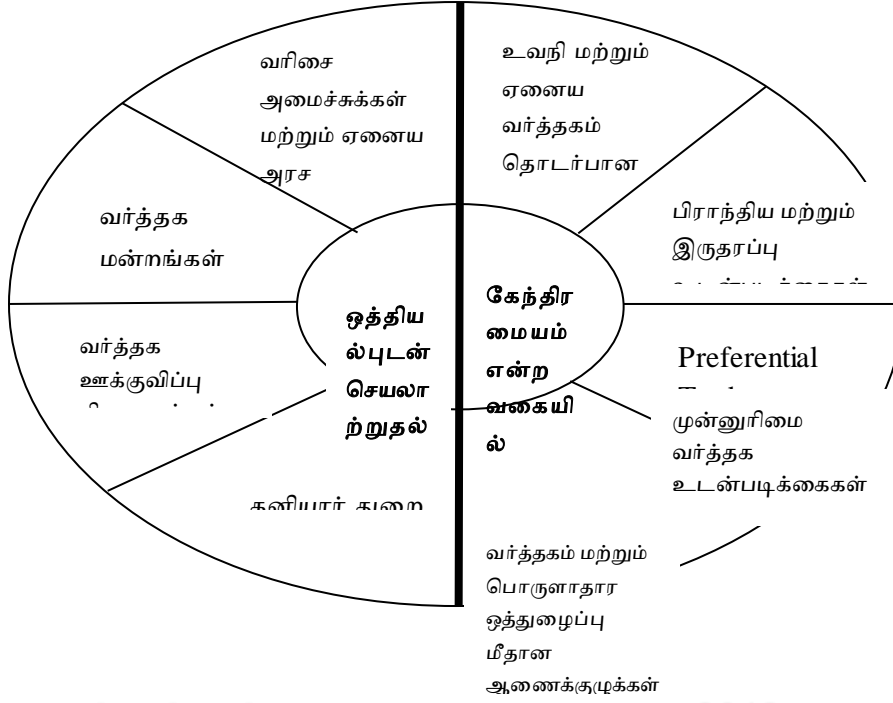 வரிசை
அமைச்சுக்கள்
மற்றும் ஏனைய
அரச
உவநி மற்றும்
ஏனைய
வர்த்தகம்
தொடர்பான
வர்த்தக
மன்றங்கள்
பிராந்திய மற்றும்
இருதரப்பு
வர்த்தக
ஊக்குவிப்பு
ஒத்திய
ல்புடன்
செயலா
ற்றுதல்
கேந்திர
மையம்
என்ற
வகையி
ல்
Preferential
முன்னுரிமை
வர்த்தக
உடன்படிக்கைகள்
தனியார் துறை
வர்த்தகம் மற்றும்
பொருளாதார
ஒத்துழைப்பு
மீதான
ஆணைக்குழுக்கள்